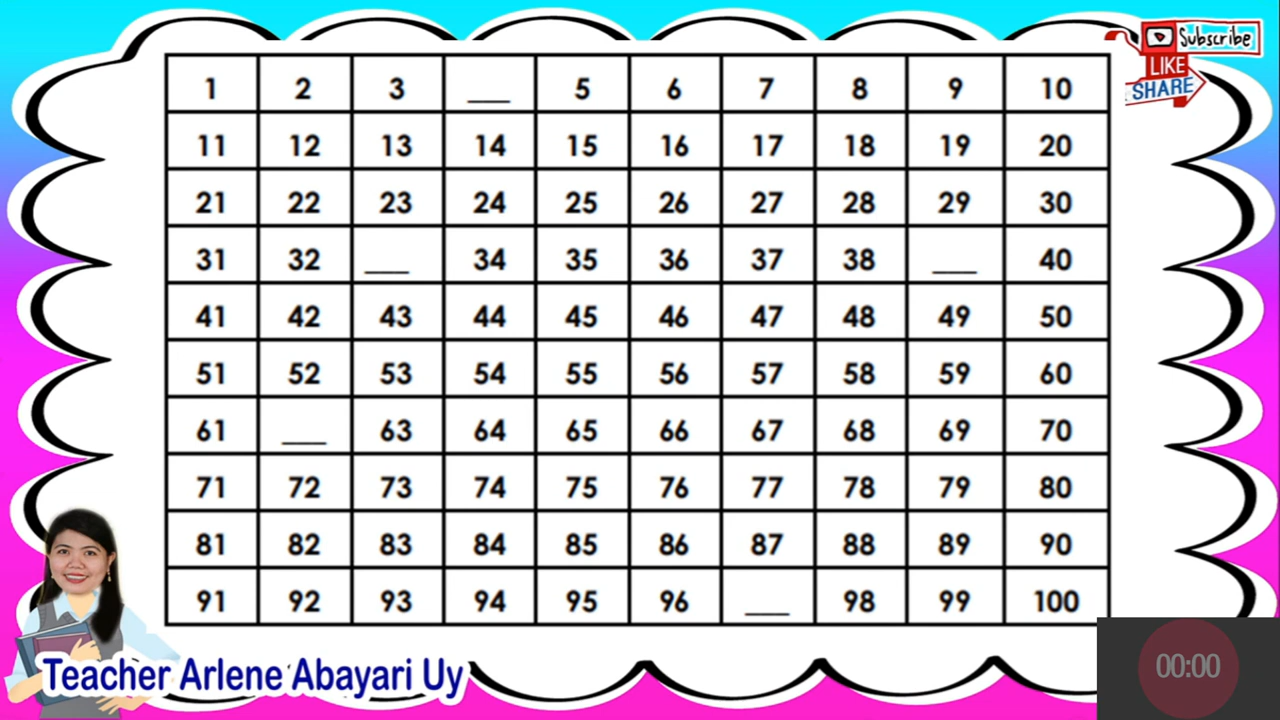 Subscribe
LIKE
SHARE
1 2 3 ___ 5 6 7 8 9 10
11 12 13 14 15 16 17 18 19 20
21 22 23 24 25 26 27 28 29 30
31 32 ___ 34 35 36 37 38 ___ 40
41 42 43 44 45 46 47 48 49 50
51 52 53 54 55 56 57 58 59 60
61 ___ 63 64 65 66 67 68 69 70
71 72 73 74 75 76 77 78 79 80
81 82 83 84 85 86 87 88 89 90
91 92 93 94 95 96 ___ 98 99 100
Teacher Arlene Abayari Uy
00:00